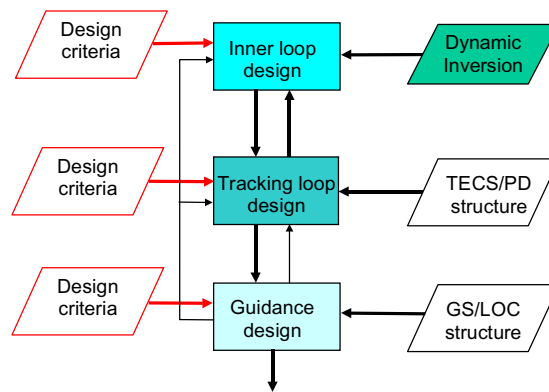 Design
criteria
Inner loop
design
Dynamic
Inversion
Design
criteria
Tracking loop
design
TECS/PD
structure
Design
criteria
Guidance
design
GS/LOC
structure